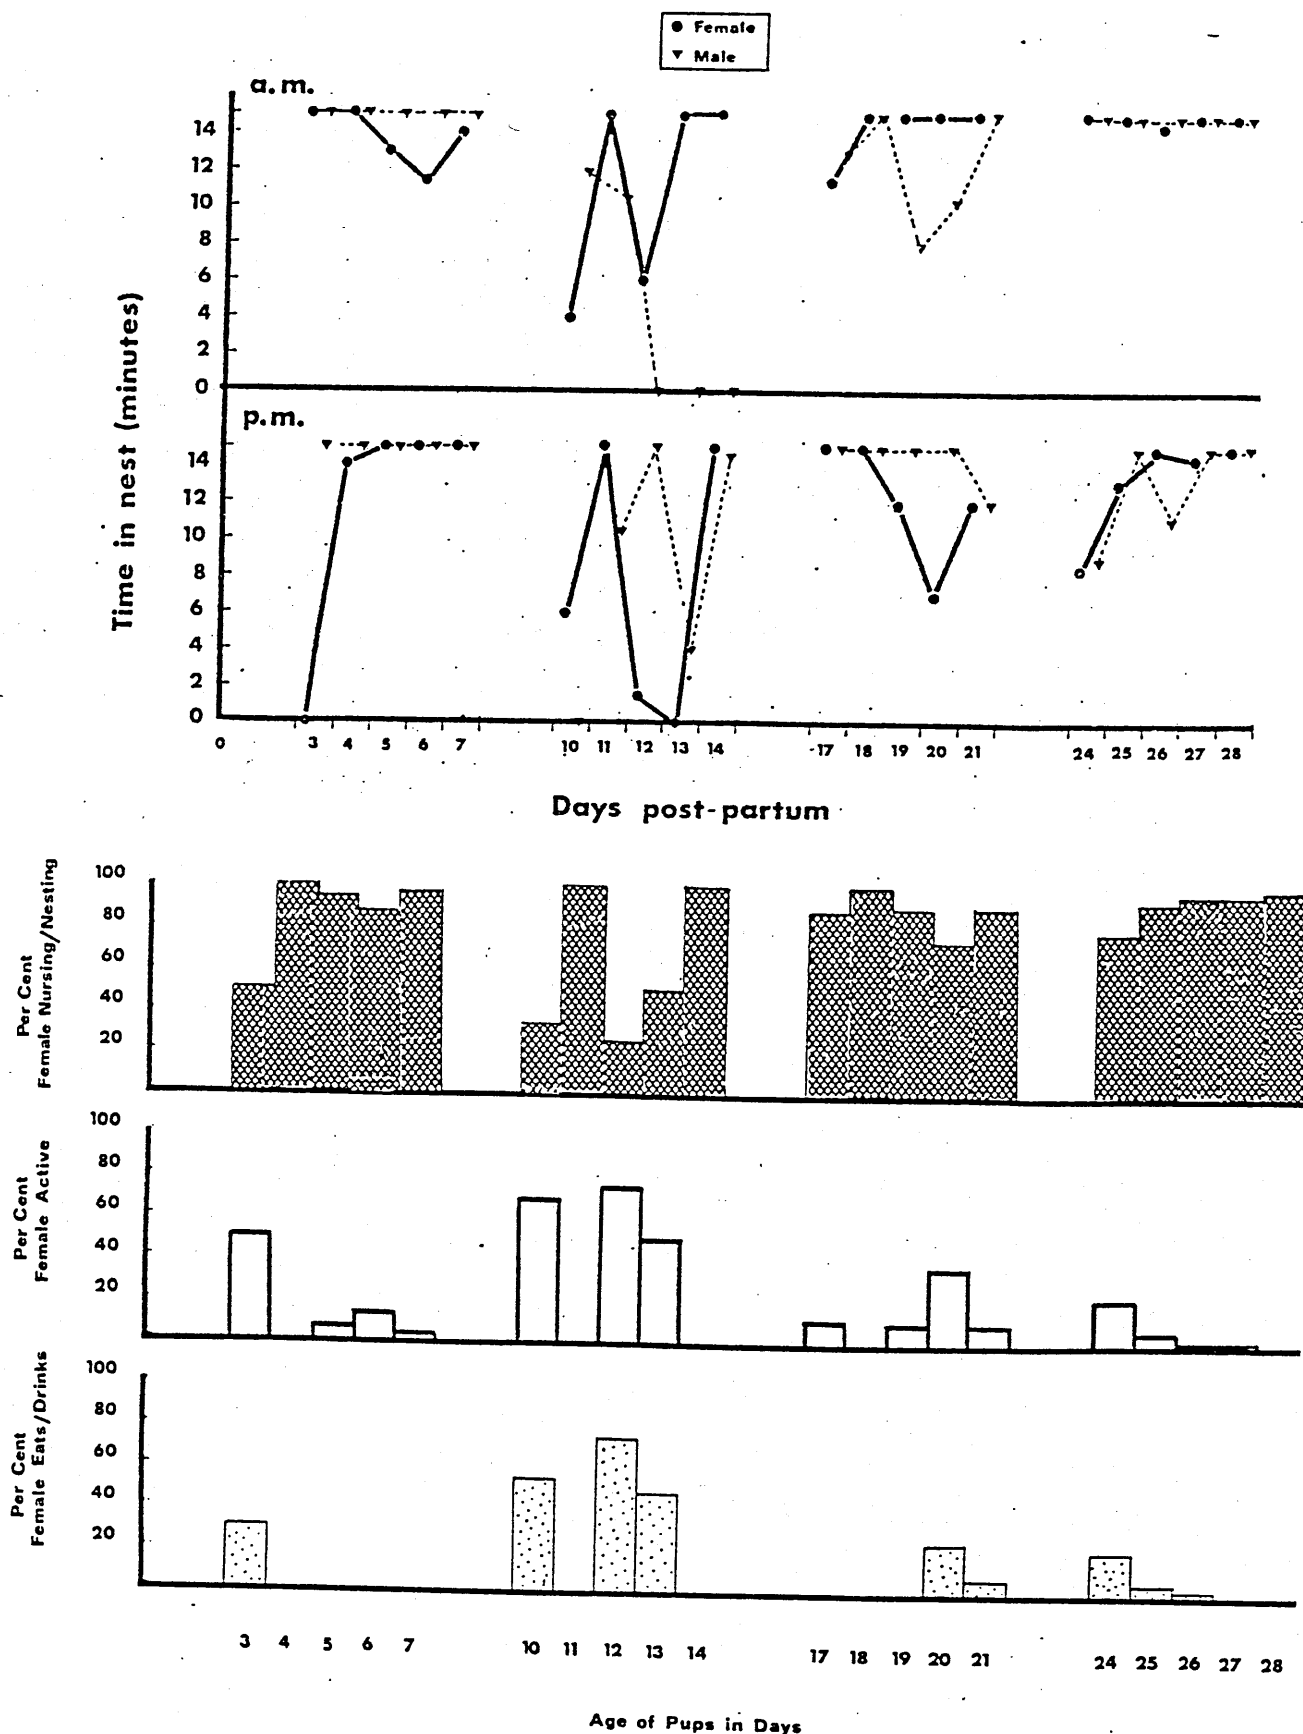 Female
Male
a.m.
14
12
10
8
6
4
2
0
p.m.
14
12
10
8
6
4
2
0
Time in nest (minutes)
0 3 4 5 6 7 10 11 12 13 14 17 18 19 20 21 24 25 26 27 28
Days post-partum
100
80
60
40
20
Per Cent
Female Nursing/Nesting
100
80
60
40
20
Per Cent
Female Active
100
80
60
40
20
Per Cent
Female Eats/Drinks
3 4 5 6 7 10 11 12 13 14 17 18 19 20 21 24 25 26 27 28
Age of Pups in Days